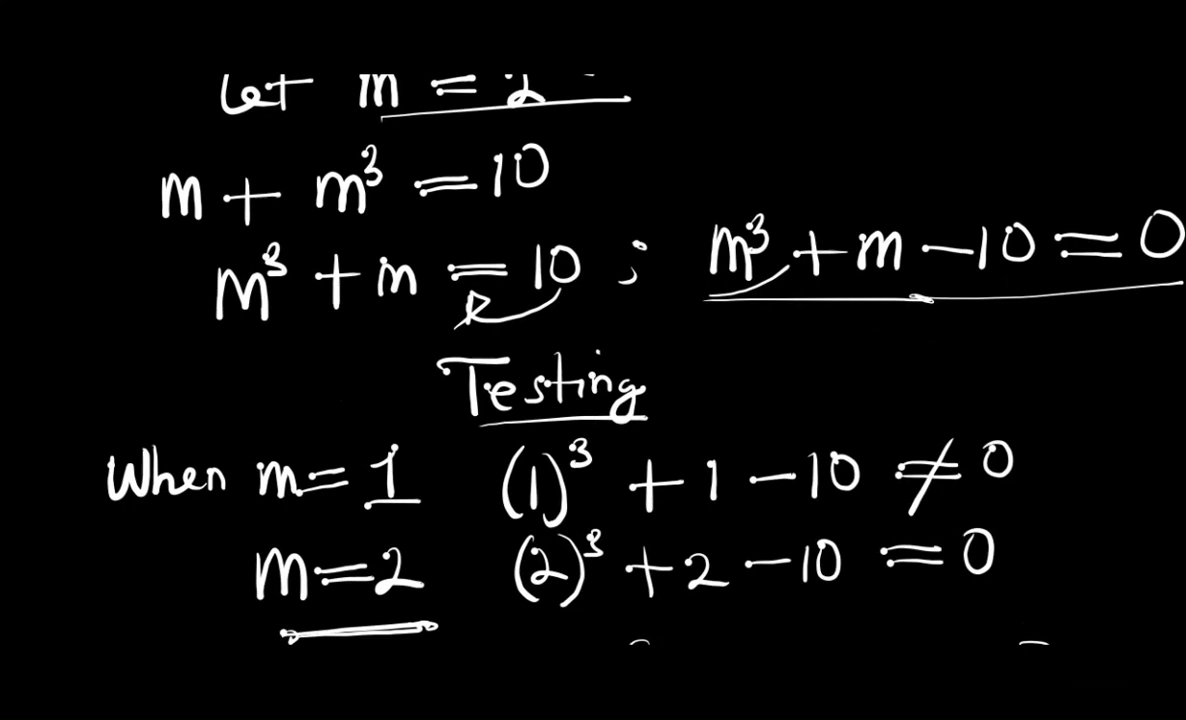 Let m = 2
m + m³ = 10
m³ + m = 10 ; m³ + m - 10 = 0
Testing
When m = 1 (1)³ + 1 - 10 ≠ 0
m = 2 (2)³ + 2 - 10 = 0